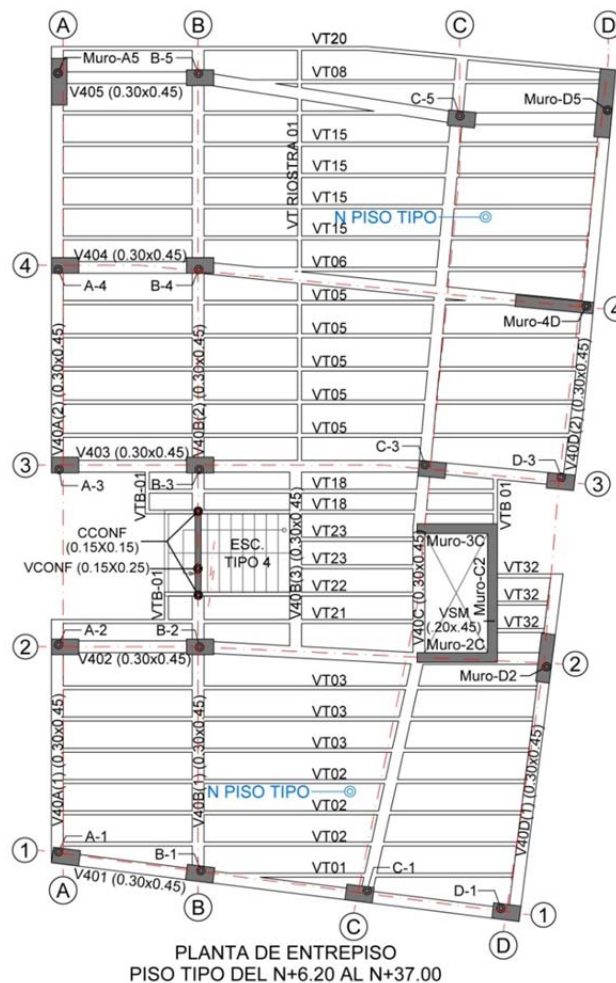 A
B
C
D
VT20
Muro-A5
B-5
VT08
V405 (0.30x0.45)
C-5
Muro-D5
VT15
VT RIOSTRA 01
VT15
VT15
N PISO TIPO
VT15
4
V404 (0.30x0.45)
VT06
A-4
B-4
VT05
Muro-4D
4
VT05
V40A(2) (0.30x0.45)
V40B(2) (0.30x0.45)
VT05
V40D(2) (0.30x0.45)
VT05
VT05
3
V403 (0.30x0.45)
C-3
A-3
B-3
D-3
3
VT18
VTB-01
VT18
VTB 01
CCONF
(0.15X0.15)
VCONF (0.15X0.25)
ESC.
TIPO 4
V40B(3) (0.30x0.45)
VT23
VT23
VT22
VT21
V40C (0.30x0.45)
Muro-3C
Muro-C2
VSM
(.20x.45)
Muro-2C
VT32
VT32
VT32
VTB-01
A-2
B-2
2
V402 (0.30x0.45)
2
Muro-D2
VT03
VT03
VT03
V40A(1) (0.30x0.45)
V40B(1) (0.30x0.45)
V40D(1) (0.30x0.45)
VT02
N PISO TIPO
VT02
VT02
1
A-1
B-1
VT01
C-1
V401 (0.30x0.45)
D-1
1
A
B
C
D
PLANTA DE ENTREPISO
PISO TIPO DEL N+6.20 AL N+37.00